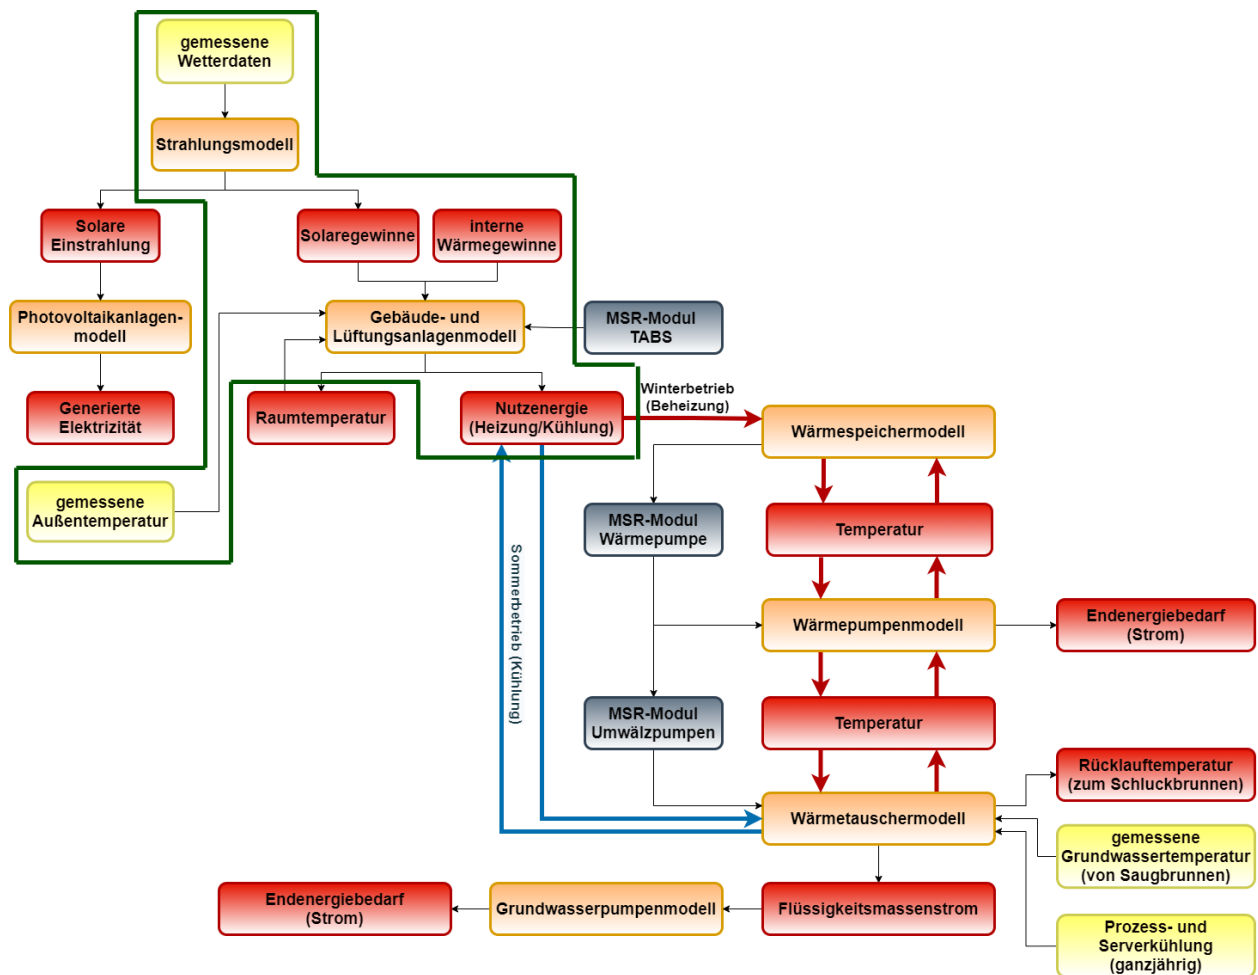 gemessene
Wetterdaten
Strahlungsmodell
Solare
Einstrahlung
Solaregewinne
interne
Wärmegewinne
Photovoltaikanlagen-
modell
Gebäude- und
Lüftungsanlagenmodell
MSR-Modul
TABS
Generierte
Elektrizität
Raumtemperatur
Nutzenergie
(Heizung/Kühlung)
Winterbetrieb
(Beheizung)
Wärmespeichermodell
gemessene
Außentemperatur
MSR-Modul
Wärmepumpe
Temperatur
Sommerbetrieb (Kühlung)
Wärmepumpenmodell
Endenergiebedarf
(Strom)
MSR-Modul
Umwälzpumpen
Temperatur
Rücklauftemperatur
(zum Schluckbrunnen)
Wärmetauschermodell
gemessene
Grundwassertemperatur
(von Saugbrunnen)
Endenergiebedarf
(Strom)
Grundwasserpumpenmodell
Flüssigkeitsmassenstrom
Prozess- und
Serverkühlung
(ganzjährig)